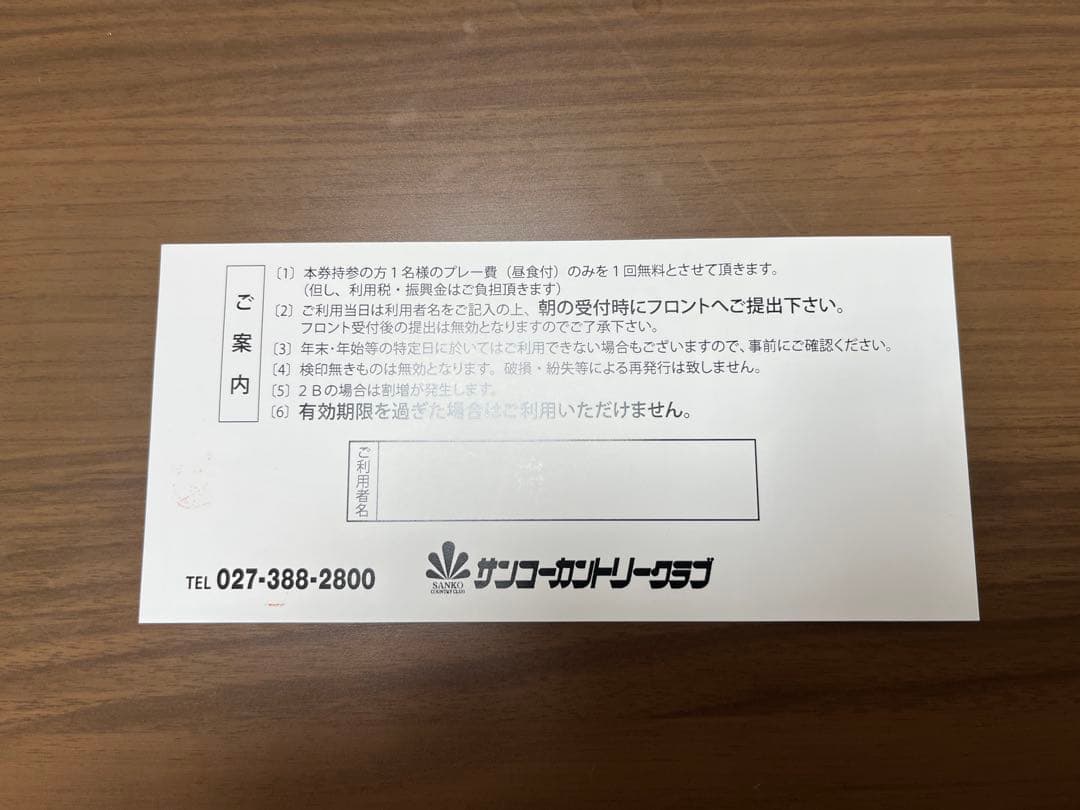 ご案内
〔1〕本券持参の方1名様のプレー費（昼食付）のみを1回無料とさせて頂きます。
（但し、利用税・振興金はご負担頂きます）
〔2〕ご利用当日は利用者名をご記入の上、朝の受付時にフロントへご提出下さい。
フロント受付後の提出は無効となりますのでご了承下さい。
〔3〕年末・年始等の特定日に於いてはご利用できない場合もございますので、事前にご確認ください。
〔4〕検印無きものは無効となります。破損・紛失等による再発行は致しません。
〔5〕2Bの場合は割増が発生します。
〔6〕有効期限を過ぎた場合はご利用いただけません。
ご利用者名
TEL 027-388-2800
SANKO
COUNTRY CLUB
サンコーカントリークラブ